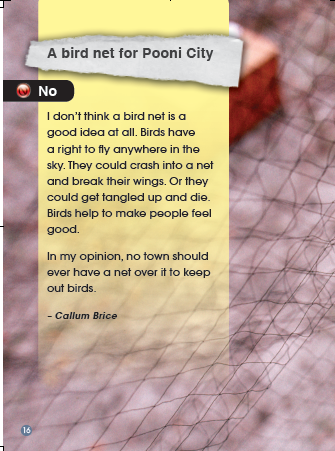 A bird net for Pooni City
No
I don't think a bird net is a
good idea at all. Birds have
a right to fly anywhere in the
sky. They could crash into a net
and break their wings. Or they
could get tangled up and die.
Birds help to make people feel
good.
In my opinion, no town should
ever have a net over it to keep
out birds.
– Callum Brice
16